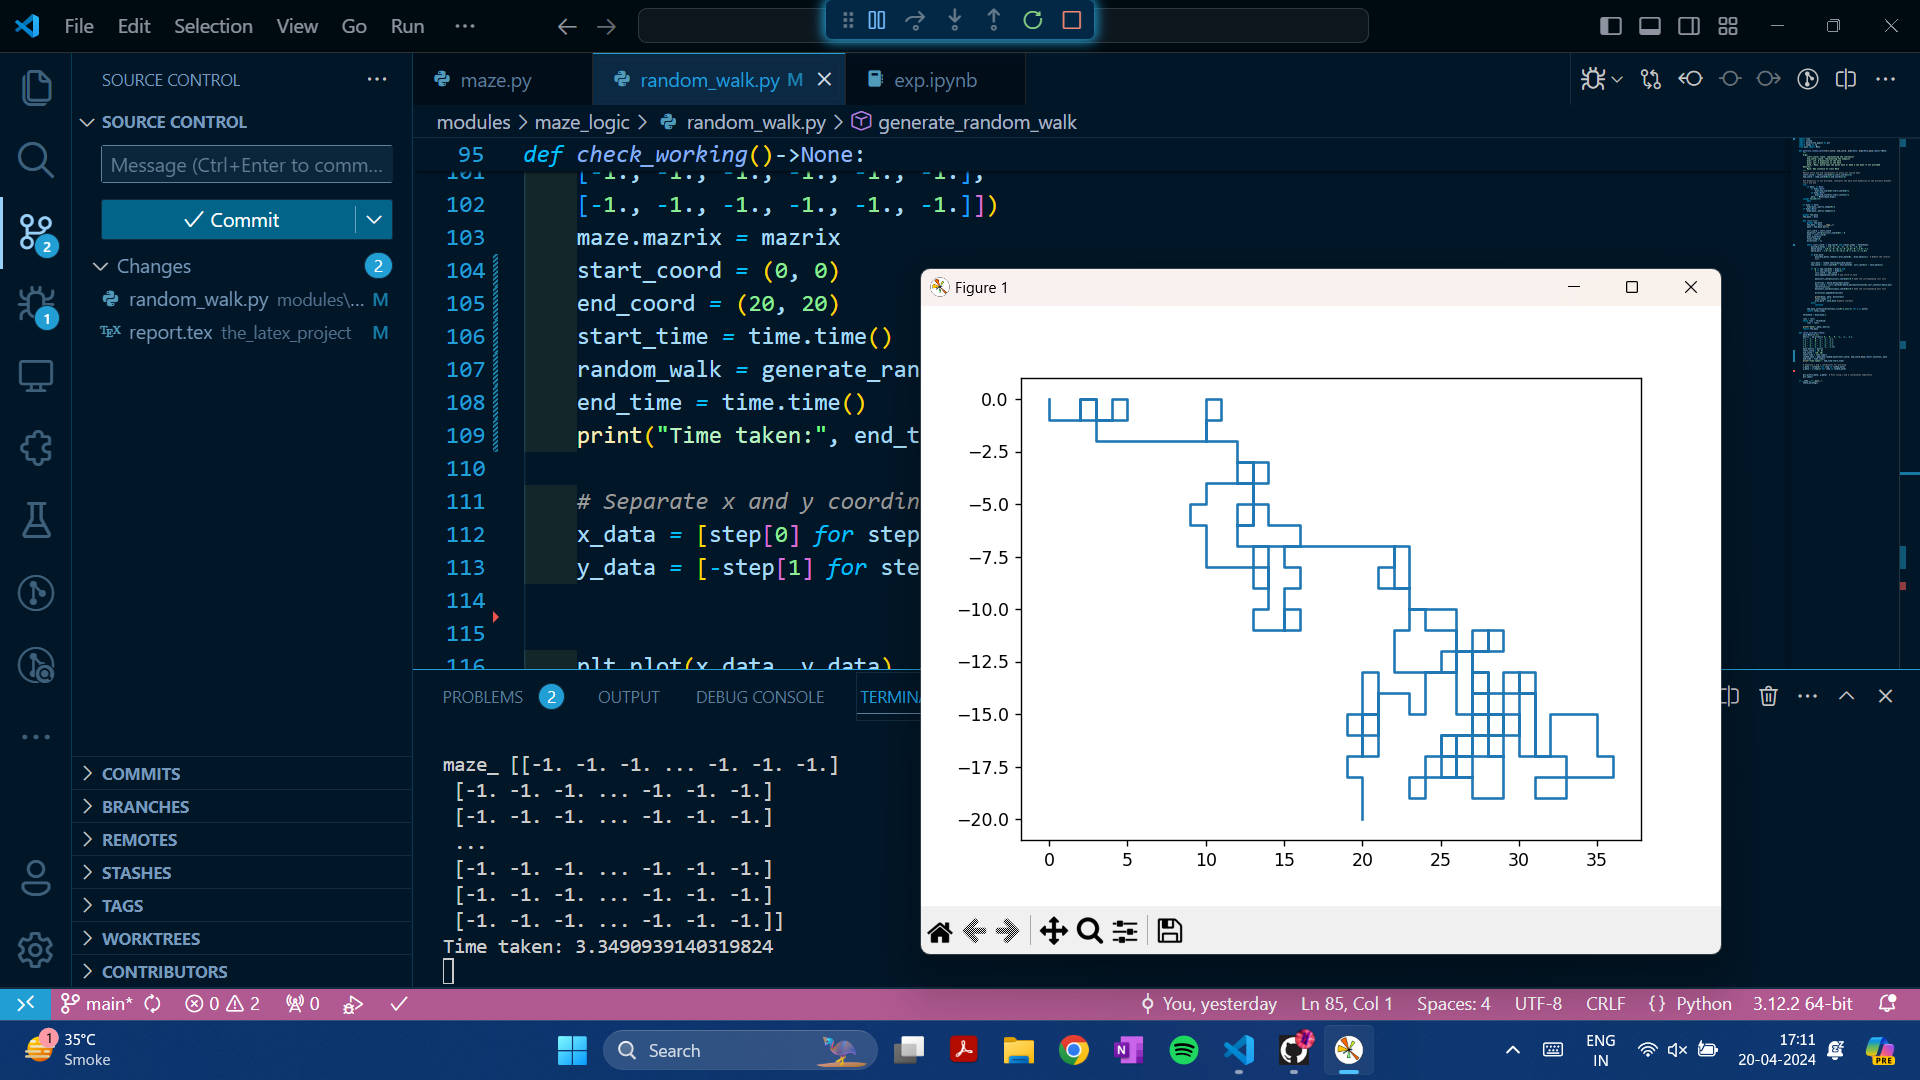 File Edit Selection View Go Run ...
SOURCE CONTROL
SOURCE CONTROL
Message (Ctrl+Enter to comm...
Commit
Changes 2
random_walk.py modules\... M
report.tex the_latex_project M
2
1
COMMITS
BRANCHES
REMOTES
STASHES
TAGS
WORKTREES
CONTRIBUTORS
maze.py random_walk.py M exp.ipynb
modules > maze_logic > random_walk.py > generate_random_walk
95 def check_working()->None:
101 [-1., -1., -1., -1., -1., -1.],
102 [-1., -1., -1., -1., -1., -1.]])
103 maze.mazrix = mazrix
104 start_coord = (0, 0)
105 end_coord = (20, 20)
106 start_time = time.time()
107 random_walk = generate_ran
108 end_time = time.time()
109 print("Time taken:", end_t
110
111 # Separate x and y coordin
112 x_data = [step[0] for step
113 y_data = [-step[1] for ste
114
115
116 plt.plot(x_data, y_data)
PROBLEMS 2 OUTPUT DEBUG CONSOLE TERMINA
maze_ [[-1. -1. -1. ... -1. -1. -1.]
[-1. -1. -1. ... -1. -1. -1.]
[-1. -1. -1. ... -1. -1. -1.]
...
[-1. -1. -1. ... -1. -1. -1.]
[-1. -1. -1. ... -1. -1. -1.]
[-1. -1. -1. ... -1. -1. -1.]]
Time taken: 3.3490939140319824
Figure 1
0.0
−2.5
−5.0
−7.5
−10.0
−12.5
−15.0
−17.5
−20.0
0 5 10 15 20 25 30 35
main* 0 2 0 You, yesterday Ln 85, Col 1 Spaces: 4 UTF-8 CRLF {} Python 3.12.2 64-bit
1
35°C
Smoke
Search
ENG
IN
17:11
20-04-2024
PRE